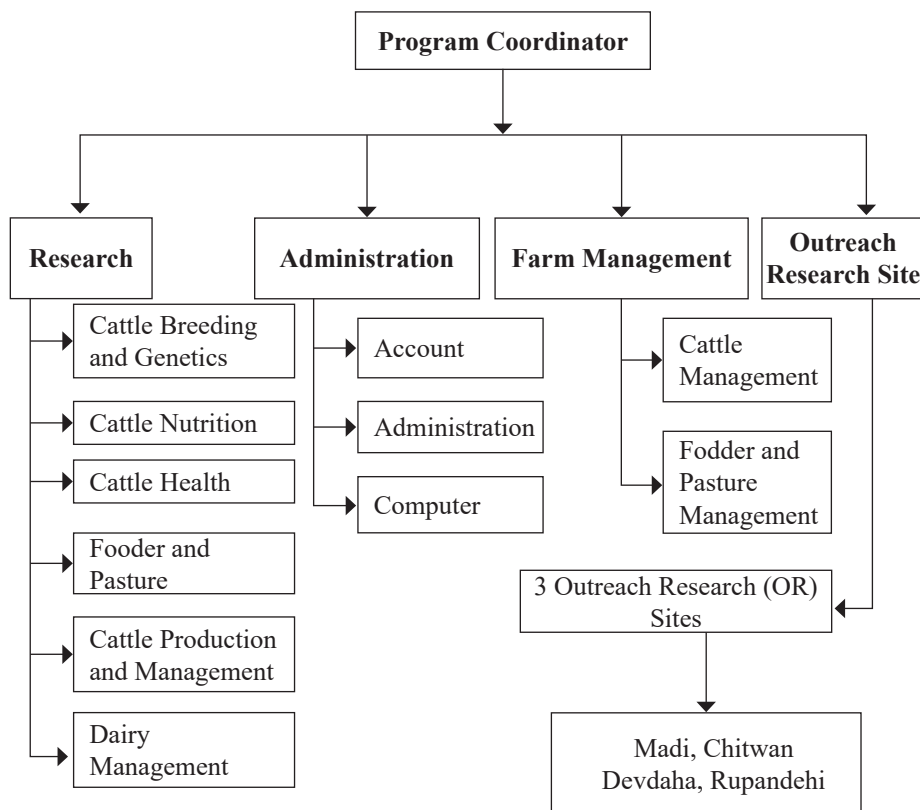 Program Coordinator
Research
Administration
Farm Management
Outreach
Research Site
Cattle Breeding
and Genetics
Cattle Nutrition
Cattle Health
Fooder and
Pasture
Cattle Production
and Management
Dairy
Management
Account
Administration
Computer
Cattle
Management
Fodder and
Pasture
Management
3 Outreach Research (OR)
Sites
Madi, Chitwan
Devdaha, Rupandehi